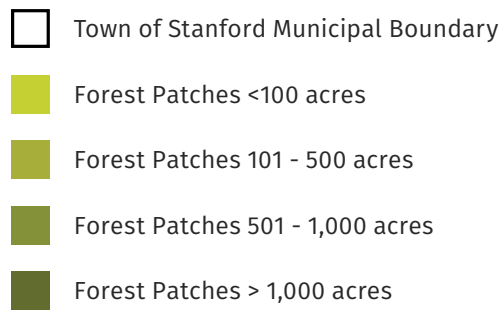 Town of Stanford Municipal Boundary
Forest Patches <100 acres
Forest Patches 101 - 500 acres
Forest Patches 501 - 1,000 acres
Forest Patches > 1,000 acres